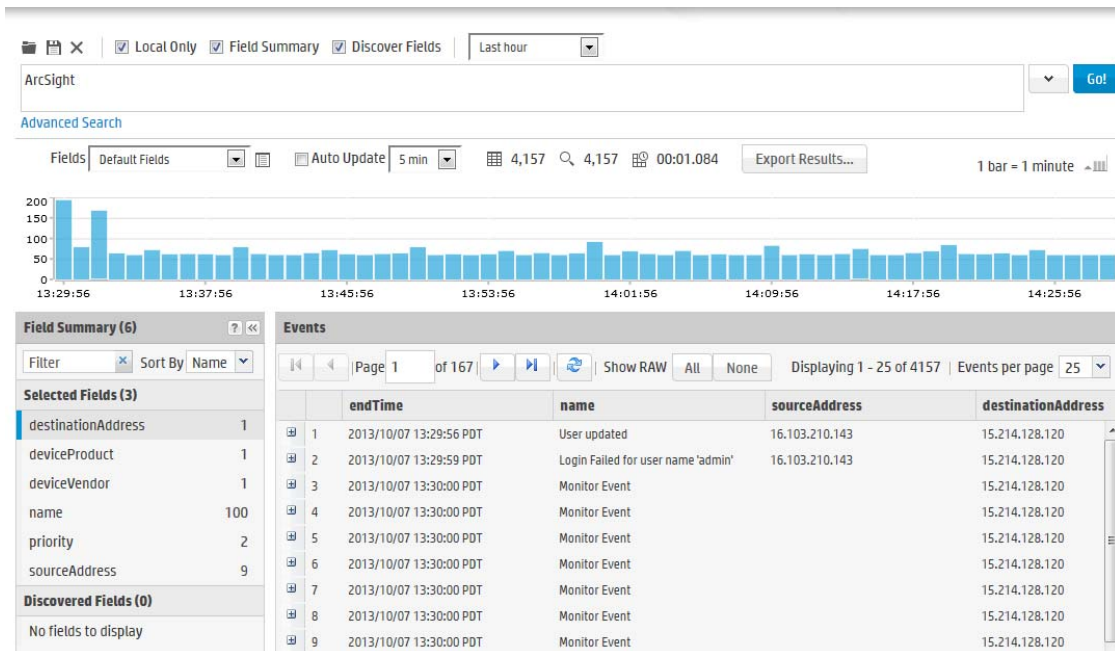 Local Only Field Summary Discover Fields Last hour
ArcSight Go!
Advanced Search
Fields Default Fields Auto Update 5 min 4,157 4,157 00:01.084 Export Results... 1 bar = 1 minute
200
150
100
50
0
13:29:56 13:37:56 13:45:56 13:53:56 14:01:56 14:09:56 14:17:56 14:25:56
Field Summary (6) ? «
Filter × Sort By Name
Selected Fields (3)
destinationAddress 1
deviceProduct 1
deviceVendor 1
name 100
priority 2
sourceAddress 9
Discovered Fields (0)
No fields to display
Events
Page 1 of 167 Show RAW All None Displaying 1 - 25 of 4157 Events per page 25
endTime name sourceAddress destinationAddress
1 2013/10/07 13:29:56 PDT User updated 16.103.210.143 15.214.128.120
2 2013/10/07 13:29:59 PDT Login Failed for user name 'admin' 16.103.210.143 15.214.128.120
3 2013/10/07 13:30:00 PDT Monitor Event 15.214.128.120
4 2013/10/07 13:30:00 PDT Monitor Event 15.214.128.120
5 2013/10/07 13:30:00 PDT Monitor Event 15.214.128.120
6 2013/10/07 13:30:00 PDT Monitor Event 15.214.128.120
7 2013/10/07 13:30:00 PDT Monitor Event 15.214.128.120
8 2013/10/07 13:30:00 PDT Monitor Event 15.214.128.120
9 2013/10/07 13:30:00 PDT Monitor Event 15.214.128.120